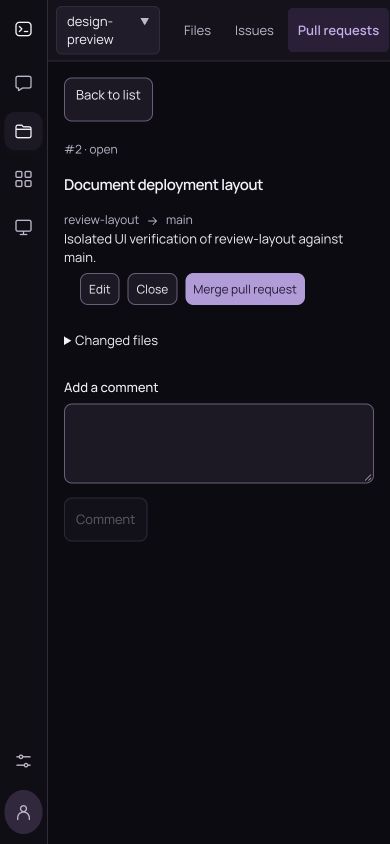 design-
preview
Files
Issues
Pull requests
Back to list
#2 · open
Document deployment layout
review-layout → main
Isolated UI verification of review-layout against
main.
Edit
Close
Merge pull request
Changed files
Add a comment
Comment